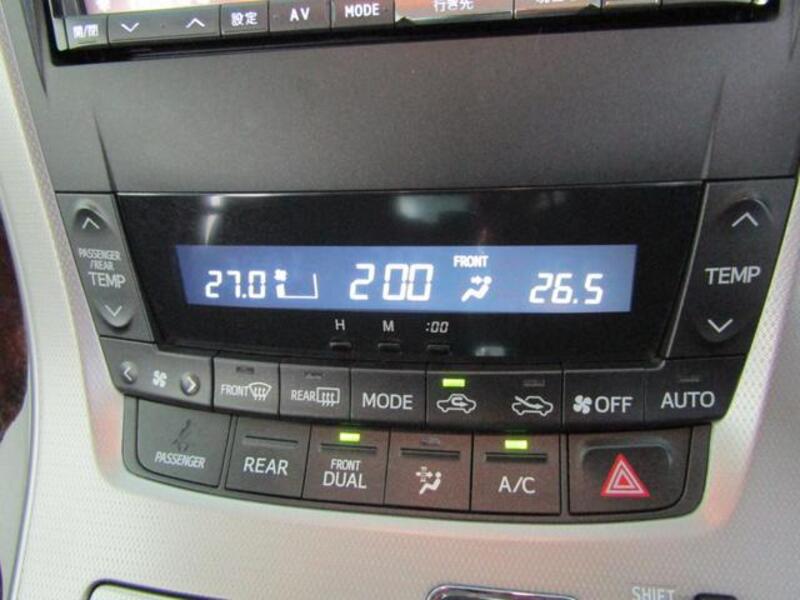 開/閉 設定 AV MODE 行き先
PASSENGER
/REAR
TEMP
27.0 2 00 FRONT 26.5
TEMP
H M :00
FRONT REAR MODE OFF AUTO
PASSENGER REAR FRONT
DUAL A/C
SHIFT